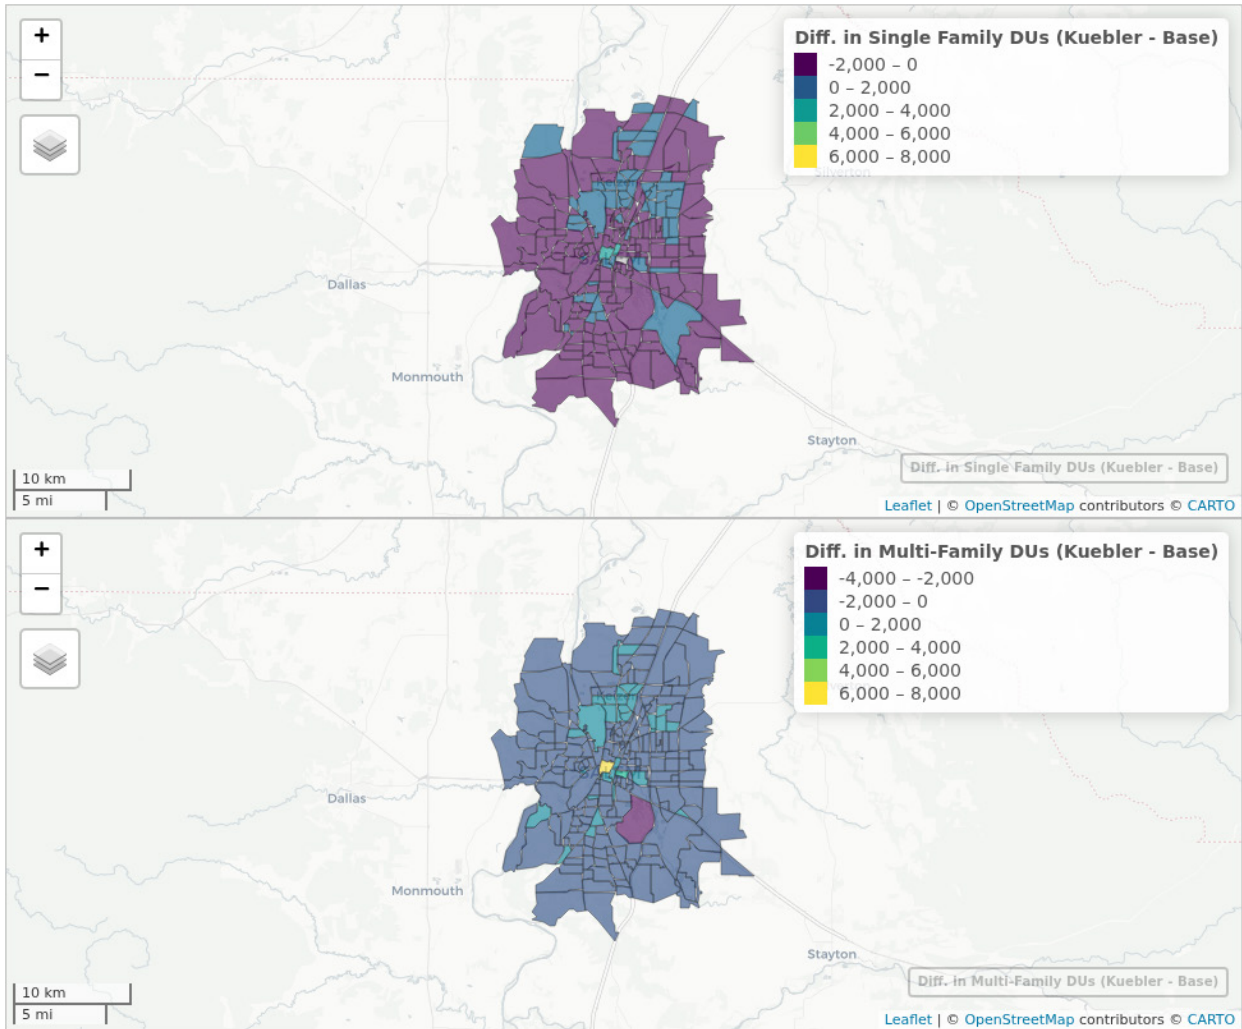 +
−
Diff. in Single Family DUs (Kuebler - Base)
-2,000 – 0
0 – 2,000
2,000 – 4,000
4,000 – 6,000
6,000 – 8,000
Silverton
Dallas
Monmouth
Stayton
10 km
5 mi
Diff. in Single Family DUs (Kuebler - Base)
Leaflet | © OpenStreetMap contributors © CARTO
+
−
Diff. in Multi-Family DUs (Kuebler - Base)
-4,000 – -2,000
-2,000 – 0
0 – 2,000
2,000 – 4,000
4,000 – 6,000
6,000 – 8,000
Dallas
Monmouth
Stayton
10 km
5 mi
Diff. in Multi-Family DUs (Kuebler - Base)
Leaflet | © OpenStreetMap contributors © CARTO